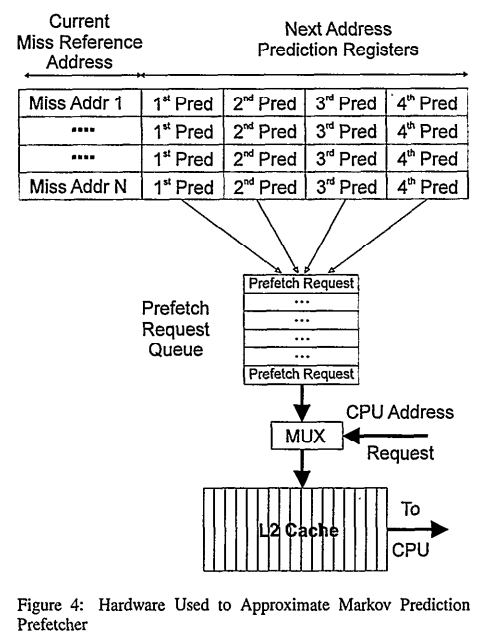 Current
Miss Reference
Address
Next Address
Prediction Registers
Miss Addr 1 1st Pred 2nd Pred 3rd Pred 4th Pred
.... 1st Pred 2nd Pred 3rd Pred 4th Pred
.... 1st Pred 2nd Pred 3rd Pred 4th Pred
Miss Addr N 1st Pred 2nd Pred 3rd Pred 4th Pred
Prefetch Request
...
...
...
...
Prefetch Request
Prefetch
Request
Queue
MUX
CPU Address
Request
L2 Cache
To
CPU
Figure 4: Hardware Used to Approximate Markov Prediction
Prefetcher